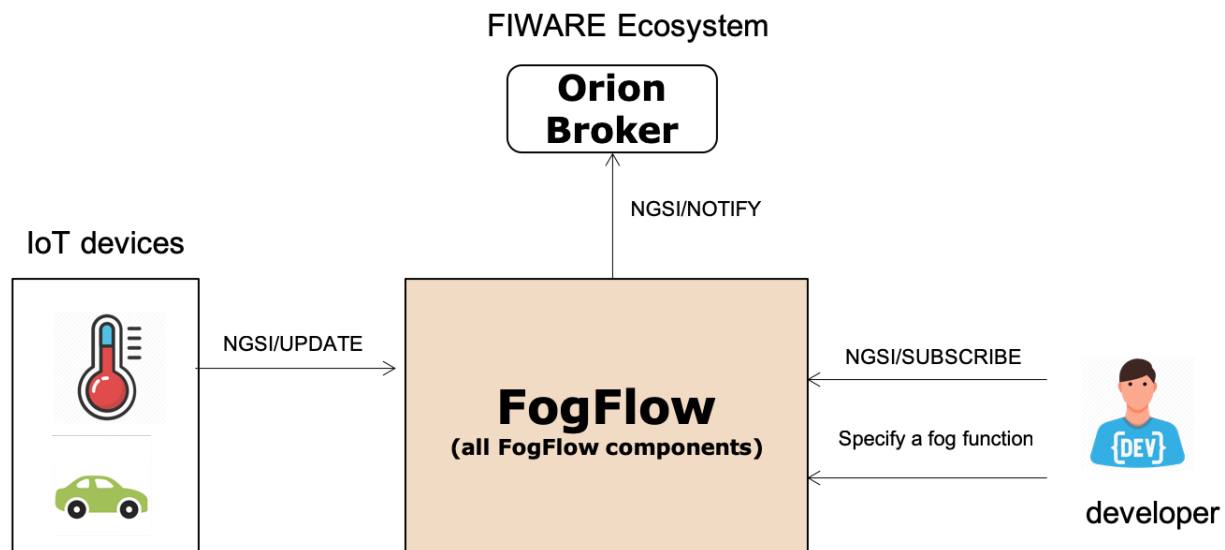 FIWARE Ecosystem
Orion
Broker
NGSI/NOTIFY
IoT devices
NGSI/UPDATE
FogFlow
(all FogFlow components)
NGSI/SUBSCRIBE
Specify a fog function
{DEV}
developer